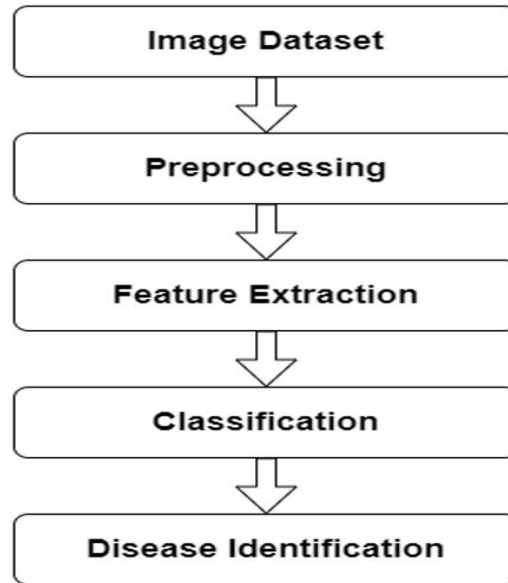 Image Dataset
Preprocessing
Feature Extraction
Classification
Disease Identification